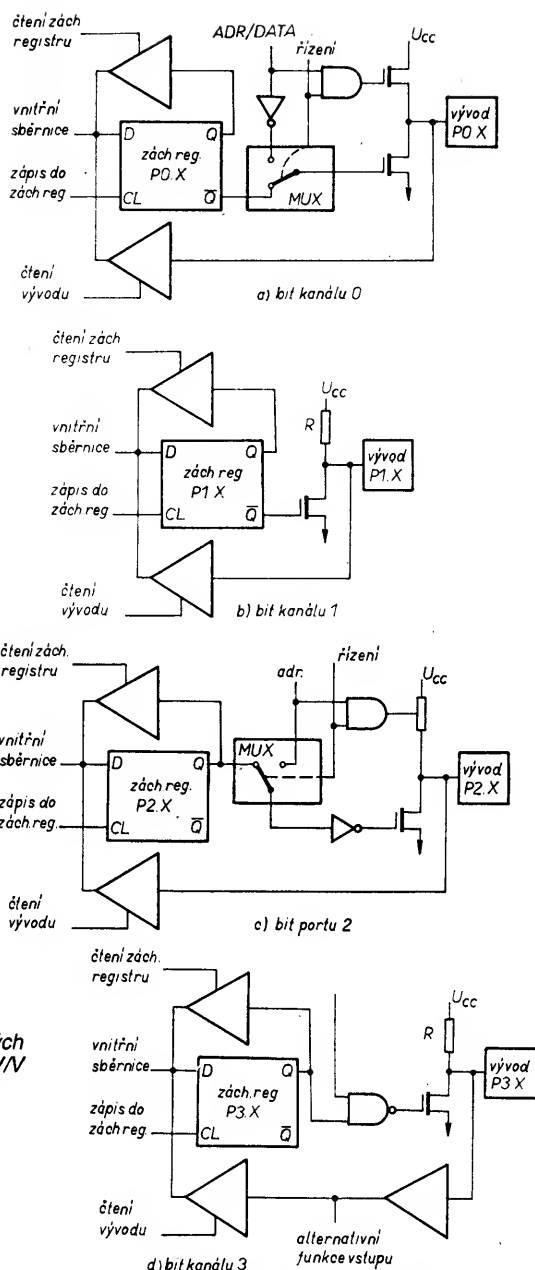 čtení zách
registru
ADR/DATA
řízení
Ucc
vnitřní
sběrnice
D
Q
zách reg.
P0.X
zápis do
zách reg
CL
Q̅
MUX
vývod
P0.X
čtení
vývodu
a) bit kanálu 0
čtení zách
registru
Ucc
R
vnitřní
sběrnice
D
Q
zách reg
P1.X
zápis do
zách reg
CL
Q̅
vývod
P1.X
čtení
vývodu
b) bit kanálu 1
čtení zách.
registru
adr.
řízení
Ucc
vnitřní
sběrnice
D
Q
zách reg.
P2.X
zápis do
zách.reg.
CL
Q̅
MUX
vývod
P2.X
čtení
vývodu
c) bit portu 2
čtení zách.
registru
Ucc
R
vnitřní
sběrnice
D
Q
zách.reg
P3.X
zápis do
zách reg.
CL
Q̅
vývod
P3.X
čtení
vývodu
alternativní
funkce vstupu
d) bit kanálu 3